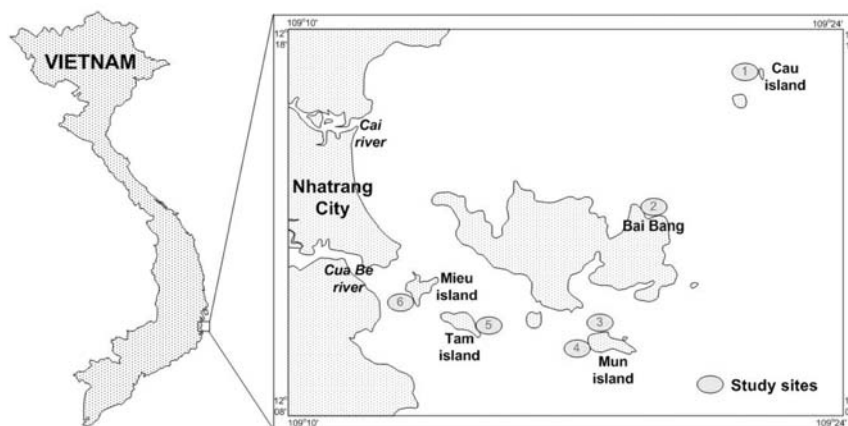 VIETNAM
109°10'
109°24'
12°
18'
1
Cau
island
Cai
river
Nhatrang
City
2
Bai Bang
Cua Be
river
Mieu
island
6
3
5
Tam
island
4
Mun
island
Study sites
12°
08'
109°10'
109°24'